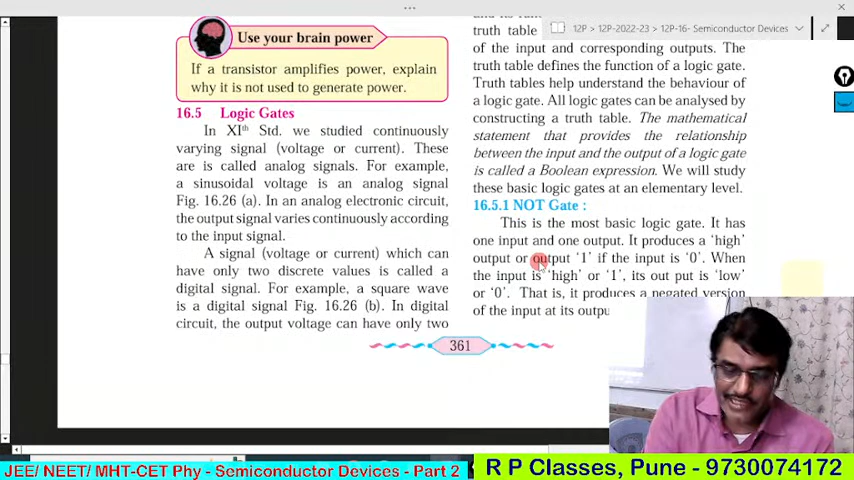 12P > 12P-2022-23 > 12P-16- Semiconductor Devices
Use your brain power
If a transistor amplifies power, explain
why it is not used to generate power.
16.5 Logic Gates
In XIth Std. we studied continuously
varying signal (voltage or current). These
are is called analog signals. For example,
a sinusoidal voltage is an analog signal
Fig. 16.26 (a). In an analog electronic circuit,
the output signal varies continuously according
to the input signal.
A signal (voltage or current) which can
have only two discrete values is called a
digital signal. For example, a square wave
is a digital signal Fig. 16.26 (b). In digital
circuit, the output voltage can have only two
truth table
of the input and corresponding outputs. The
truth table defines the function of a logic gate.
Truth tables help understand the behaviour of
a logic gate. All logic gates can be analysed by
constructing a truth table. The mathematical
statement that provides the relationship
between the input and the output of a logic gate
is called a Boolean expression. We will study
these basic logic gates at an elementary level.
16.5.1 NOT Gate :
This is the most basic logic gate. It has
one input and one output. It produces a ‘high’
output or output ‘1’ if the input is ‘0’. When
the input is ‘high’ or ‘1’, its out put is ‘low’
or ‘0’. That is, it produces a negated version
of the input at its outpu
361
JEE/ NEET/ MHT-CET Phy - Semiconductor Devices - Part 2
R P Classes, Pune - 9730074172